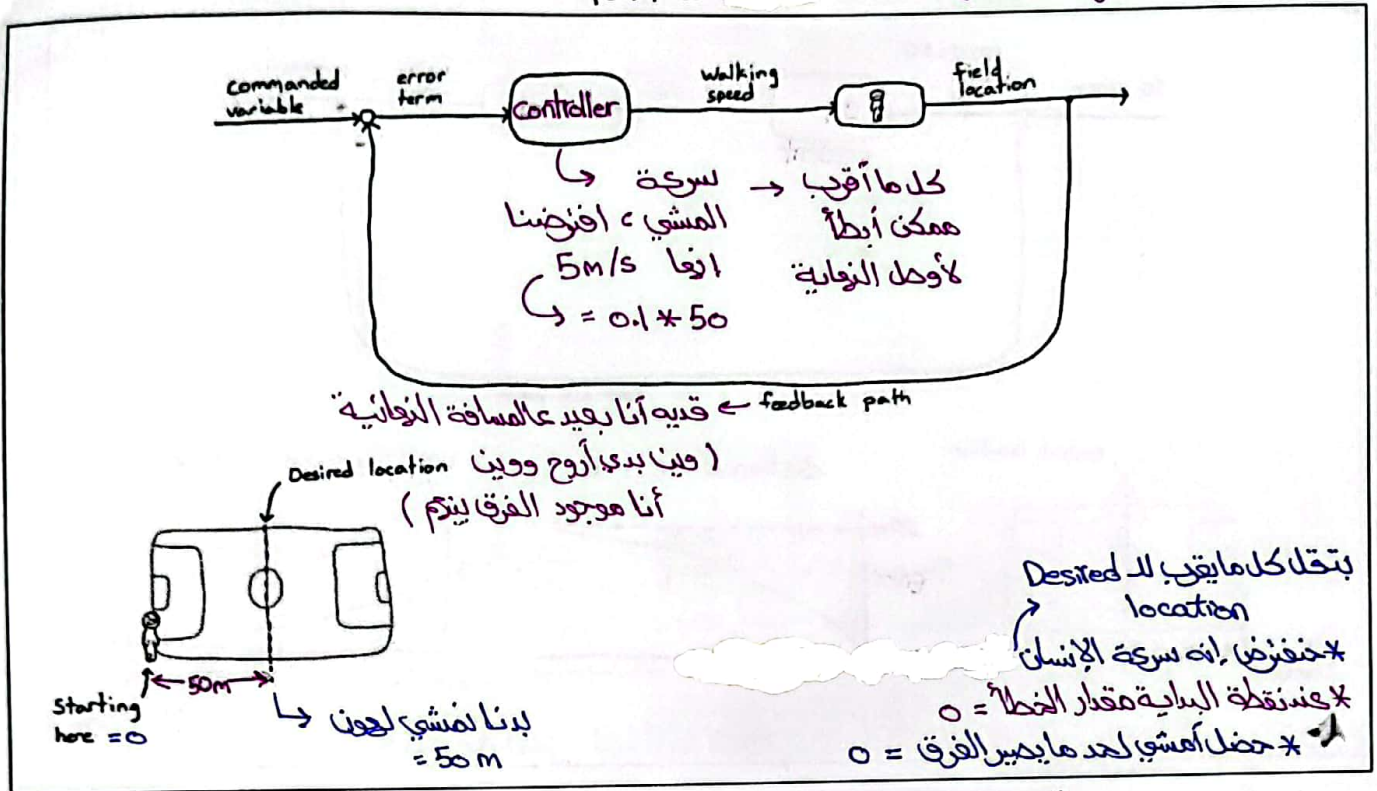 commanded
variable
error
term
controller
walking
speed
field
location
سرعة
المشي ، افترضنا
انها 5m/s
= 0.1 * 50
كل ما أقرب
ممكن أبطأ
لأوصل النهاية
feedback path
قديه أنا بعيد عالمسافة النهائية
(فين بدي أروح ووين
أنا موجود الفرق بينهم)
Desired location
50m
Starting
here = 0
بدنا نمشي لهون
= 50 m
بتقل كل ما يقرب لل Desired
location
* حنفترض إنه سرعة الإنسان
* عند نقطة البداية مقدار الخطأ = 0
* حضل أمشي لحد ما يصير الفرق = 0